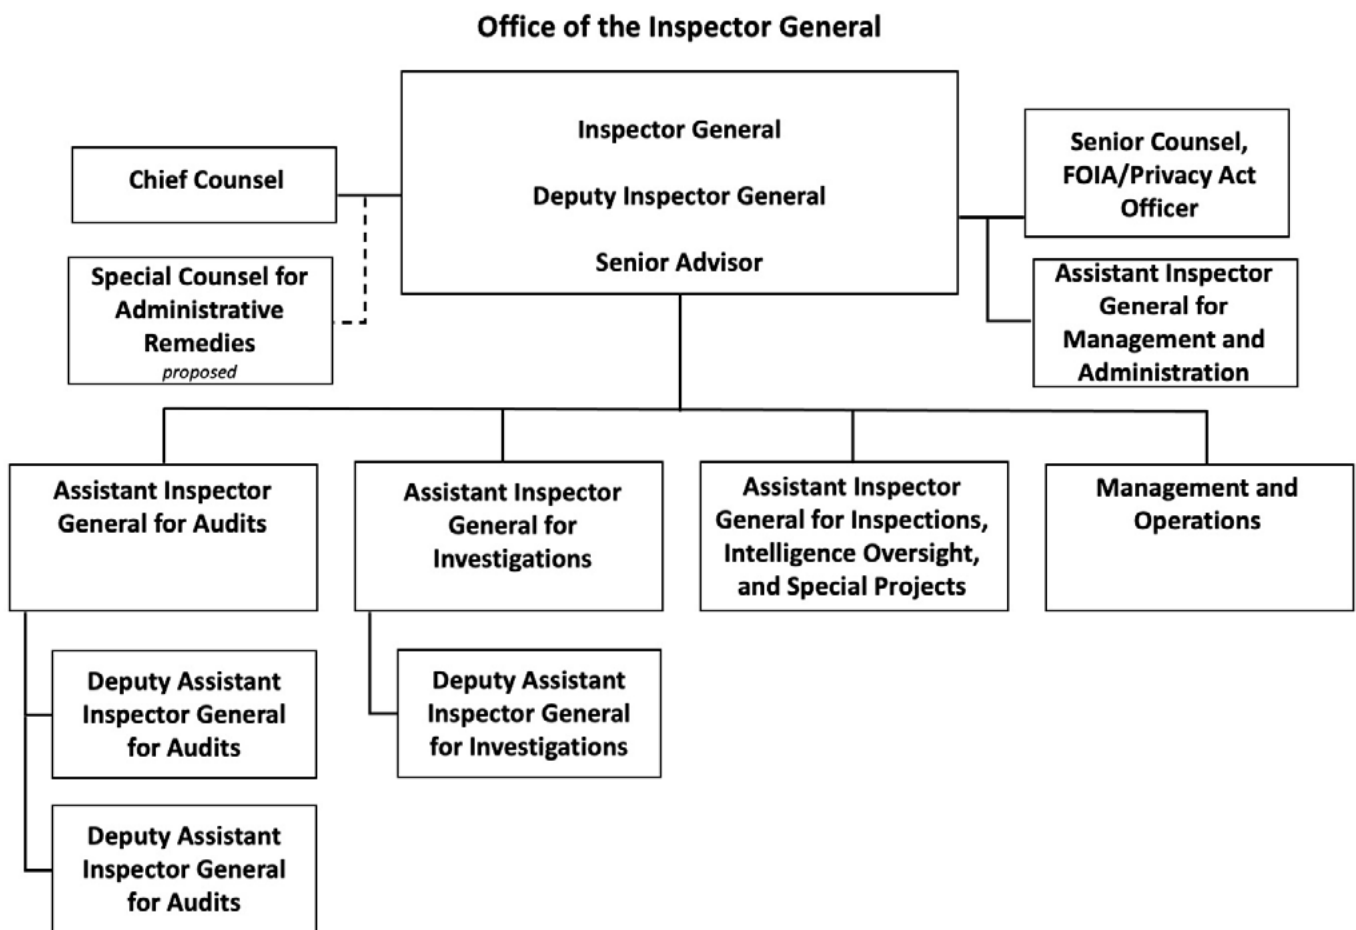 Office of the Inspector General
Inspector General
Deputy Inspector General
Senior Advisor
Chief Counsel
Special Counsel for
Administrative
Remedies
proposed
Senior Counsel,
FOIA/Privacy Act
Officer
Assistant Inspector
General for
Management and
Administration
Assistant Inspector
General for Audits
Assistant Inspector
General for
Investigations
Assistant Inspector
General for Inspections,
Intelligence Oversight,
and Special Projects
Management and
Operations
Deputy Assistant
Inspector General
for Audits
Deputy Assistant
Inspector General
for Investigations
Deputy Assistant
Inspector General
for Audits